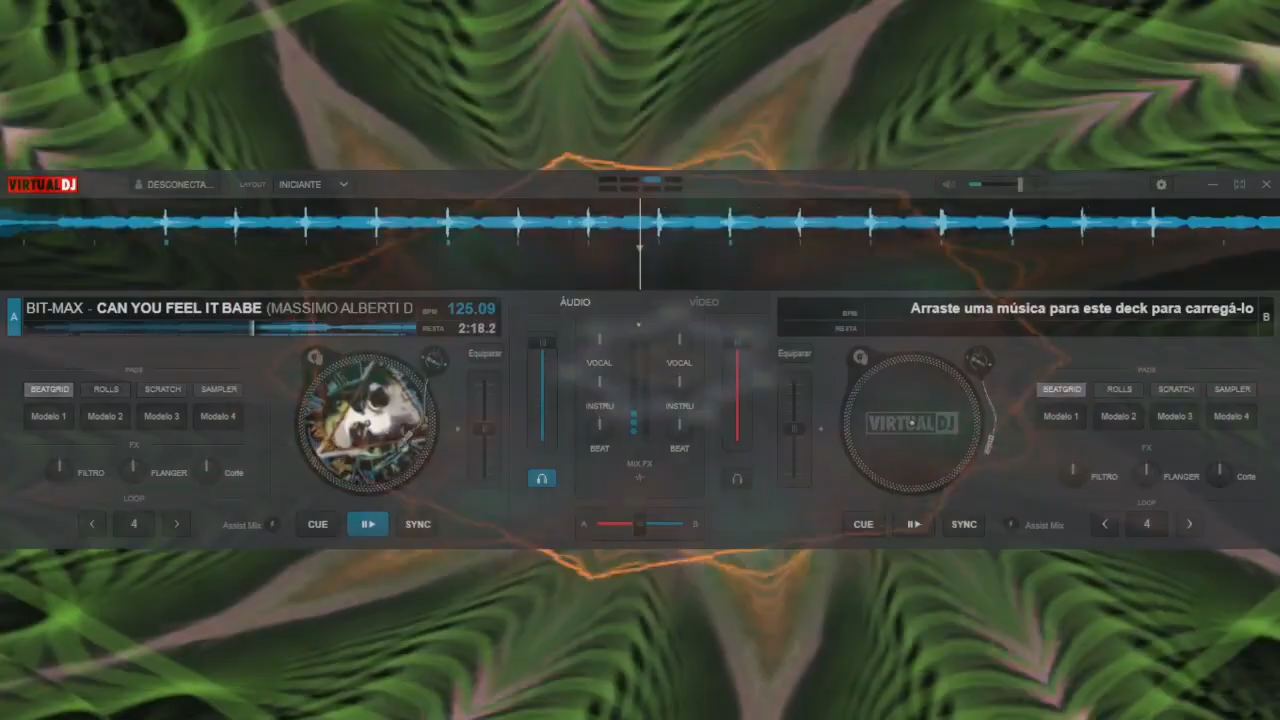 VIRTUALDJ
DESCONECTA... LAYOUT INICIANTE
A BIT-MAX - CAN YOU FEEL IT BABE (MASSIMO ALBERTI D BPM 125.09
RESTA 2:18.2
ÁUDIO VÍDEO
BPM Arraste uma música para este deck para carregá-lo B
RESTA
Equiparar
PADS
BEATGRID ROLLS SCRATCH SAMPLER
Modelo 1 Modelo 2 Modelo 3 Modelo 4
FX
FILTRO FLANGER Corte
LOOP
4
Assist Mix CUE SYNC
VOCAL VOCAL
INSTRU INSTRU
BEAT BEAT
MIX FX
A B
Equiparar
VIRTUALDJ
PADS
BEATGRID ROLLS SCRATCH SAMPLER
Modelo 1 Modelo 2 Modelo 3 Modelo 4
FX
FILTRO FLANGER Corte
LOOP
CUE SYNC Assist Mix 4